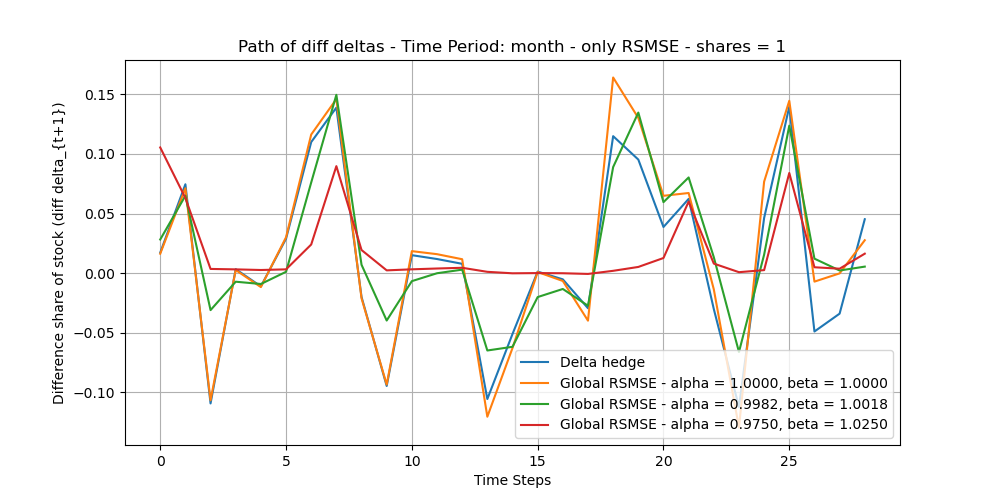 Path of diff deltas - Time Period: month - only RSMSE - shares = 1
Difference share of stock (diff delta_{t+1})
0.15
0.10
0.05
0.00
−0.05
−0.10
Delta hedge
Global RSMSE - alpha = 1.0000, beta = 1.0000
Global RSMSE - alpha = 0.9982, beta = 1.0018
Global RSMSE - alpha = 0.9750, beta = 1.0250
0 5 10 15 20 25
Time Steps